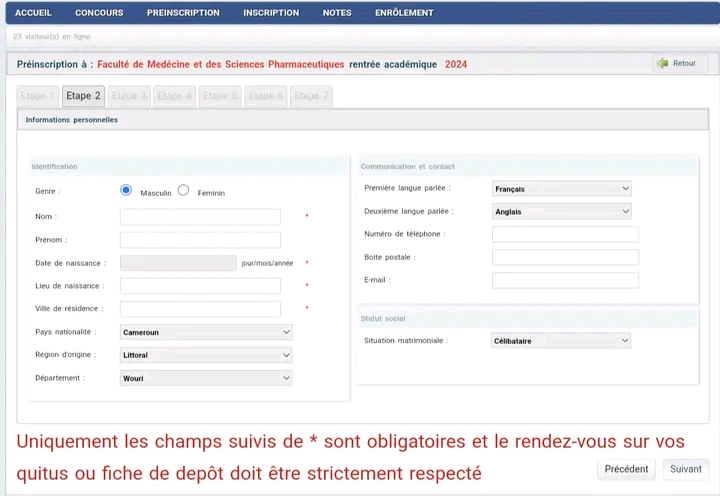 ACCUEIL CONCOURS PREINSCRIPTION INSCRIPTION NOTES ENRÔLEMENT
23 visiteur(s) en ligne
Préinscription à : Faculté de Medécine et des Sciences Pharmaceutiques rentrée académique 2024 Retour
Etape 1 Etape 2 Etape 3 Etape 4 Etape 5 Etape 6 Etape 7
Informations personnelles
Identification
Genre : Masculin Feminin
Nom : *
Prénom :
Date de naissance : jour/mois/année *
Lieu de naissance : *
Ville de résidence : *
Pays nationalité : Cameroun
Région d'origine : Littoral
Département : Wouri
Communication et contact
Première langue parlée : Français
Deuxième langue parlée : Anglais
Numéro de téléphone :
Boite postale :
E-mail :
Statut social
Situation matrimoniale : Célibataire
Uniquement les champs suivis de * sont obligatoires et le rendez-vous sur vos
quitus ou fiche de depôt doit être strictement respecté
Précédent Suivant